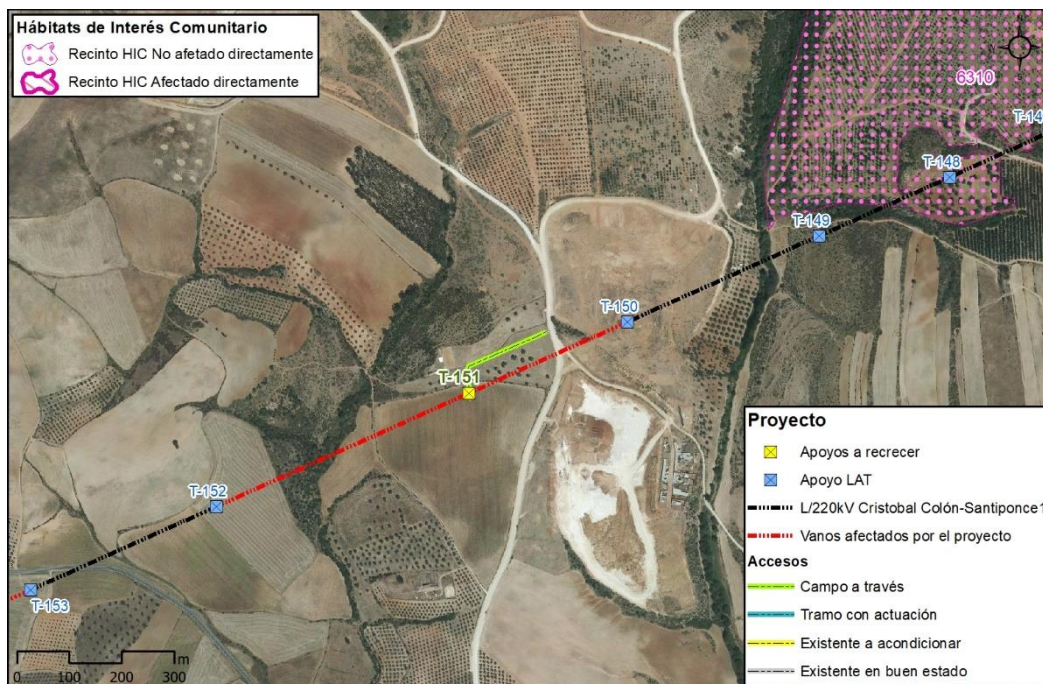 Hábitats de Interés Comunitario
Recinto HIC No afetado directamente
Recinto HIC Afectado directamente
N
6310
T-14
T-148
T-149
T-150
T-151
T-152
T-153
0 100 200 300
m
Proyecto
Apoyos a recrecer
Apoyo LAT
L/220kV Cristobal Colón-Santiponce1
Vanos afectados por el proyecto
Accesos
Campo a través
Tramo con actuación
Existente a acondicionar
Existente en buen estado